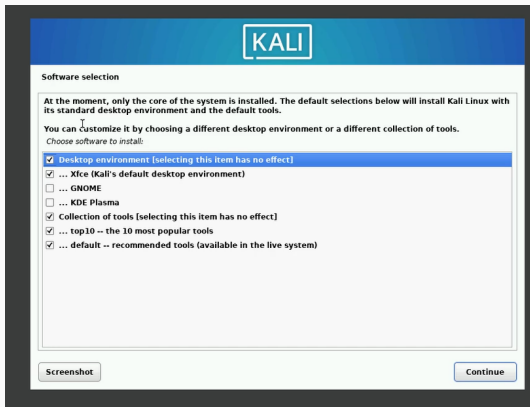 KALI
Software selection
At the moment, only the core of the system is installed. The default selections below will install Kali Linux with
its standard desktop environment and the default tools.
You can customize it by choosing a different desktop environment or a different collection of tools.
Choose software to install:
Desktop environment [selecting this item has no effect]
... Xfce (Kali's default desktop environment)
... GNOME
... KDE Plasma
Collection of tools [selecting this item has no effect]
... top10 -- the 10 most popular tools
... default -- recommended tools (available in the live system)
Screenshot
Continue